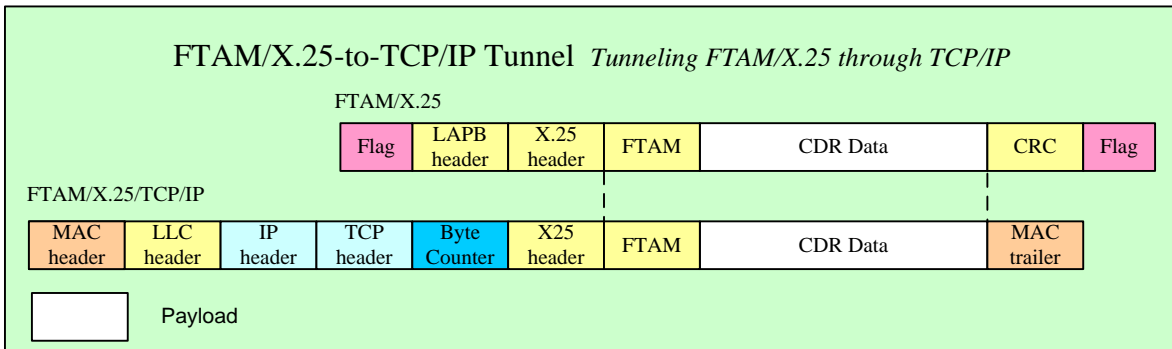 FTAM/X.25-to-TCP/IP Tunnel Tunneling FTAM/X.25 through TCP/IP
FTAM/X.25
Flag LAPB header X.25 header FTAM CDR Data CRC Flag
FTAM/X.25/TCP/IP
MAC header LLC header IP header TCP header Byte Counter X25 header FTAM CDR Data MAC trailer
Payload